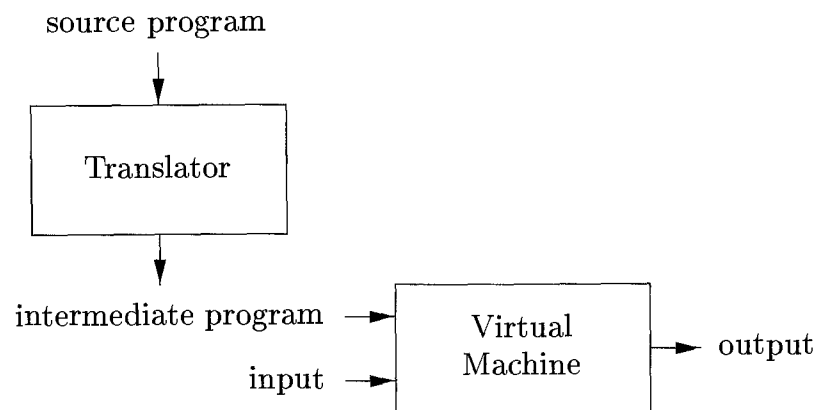 source program
Translator
intermediate program
input
Virtual
Machine
output